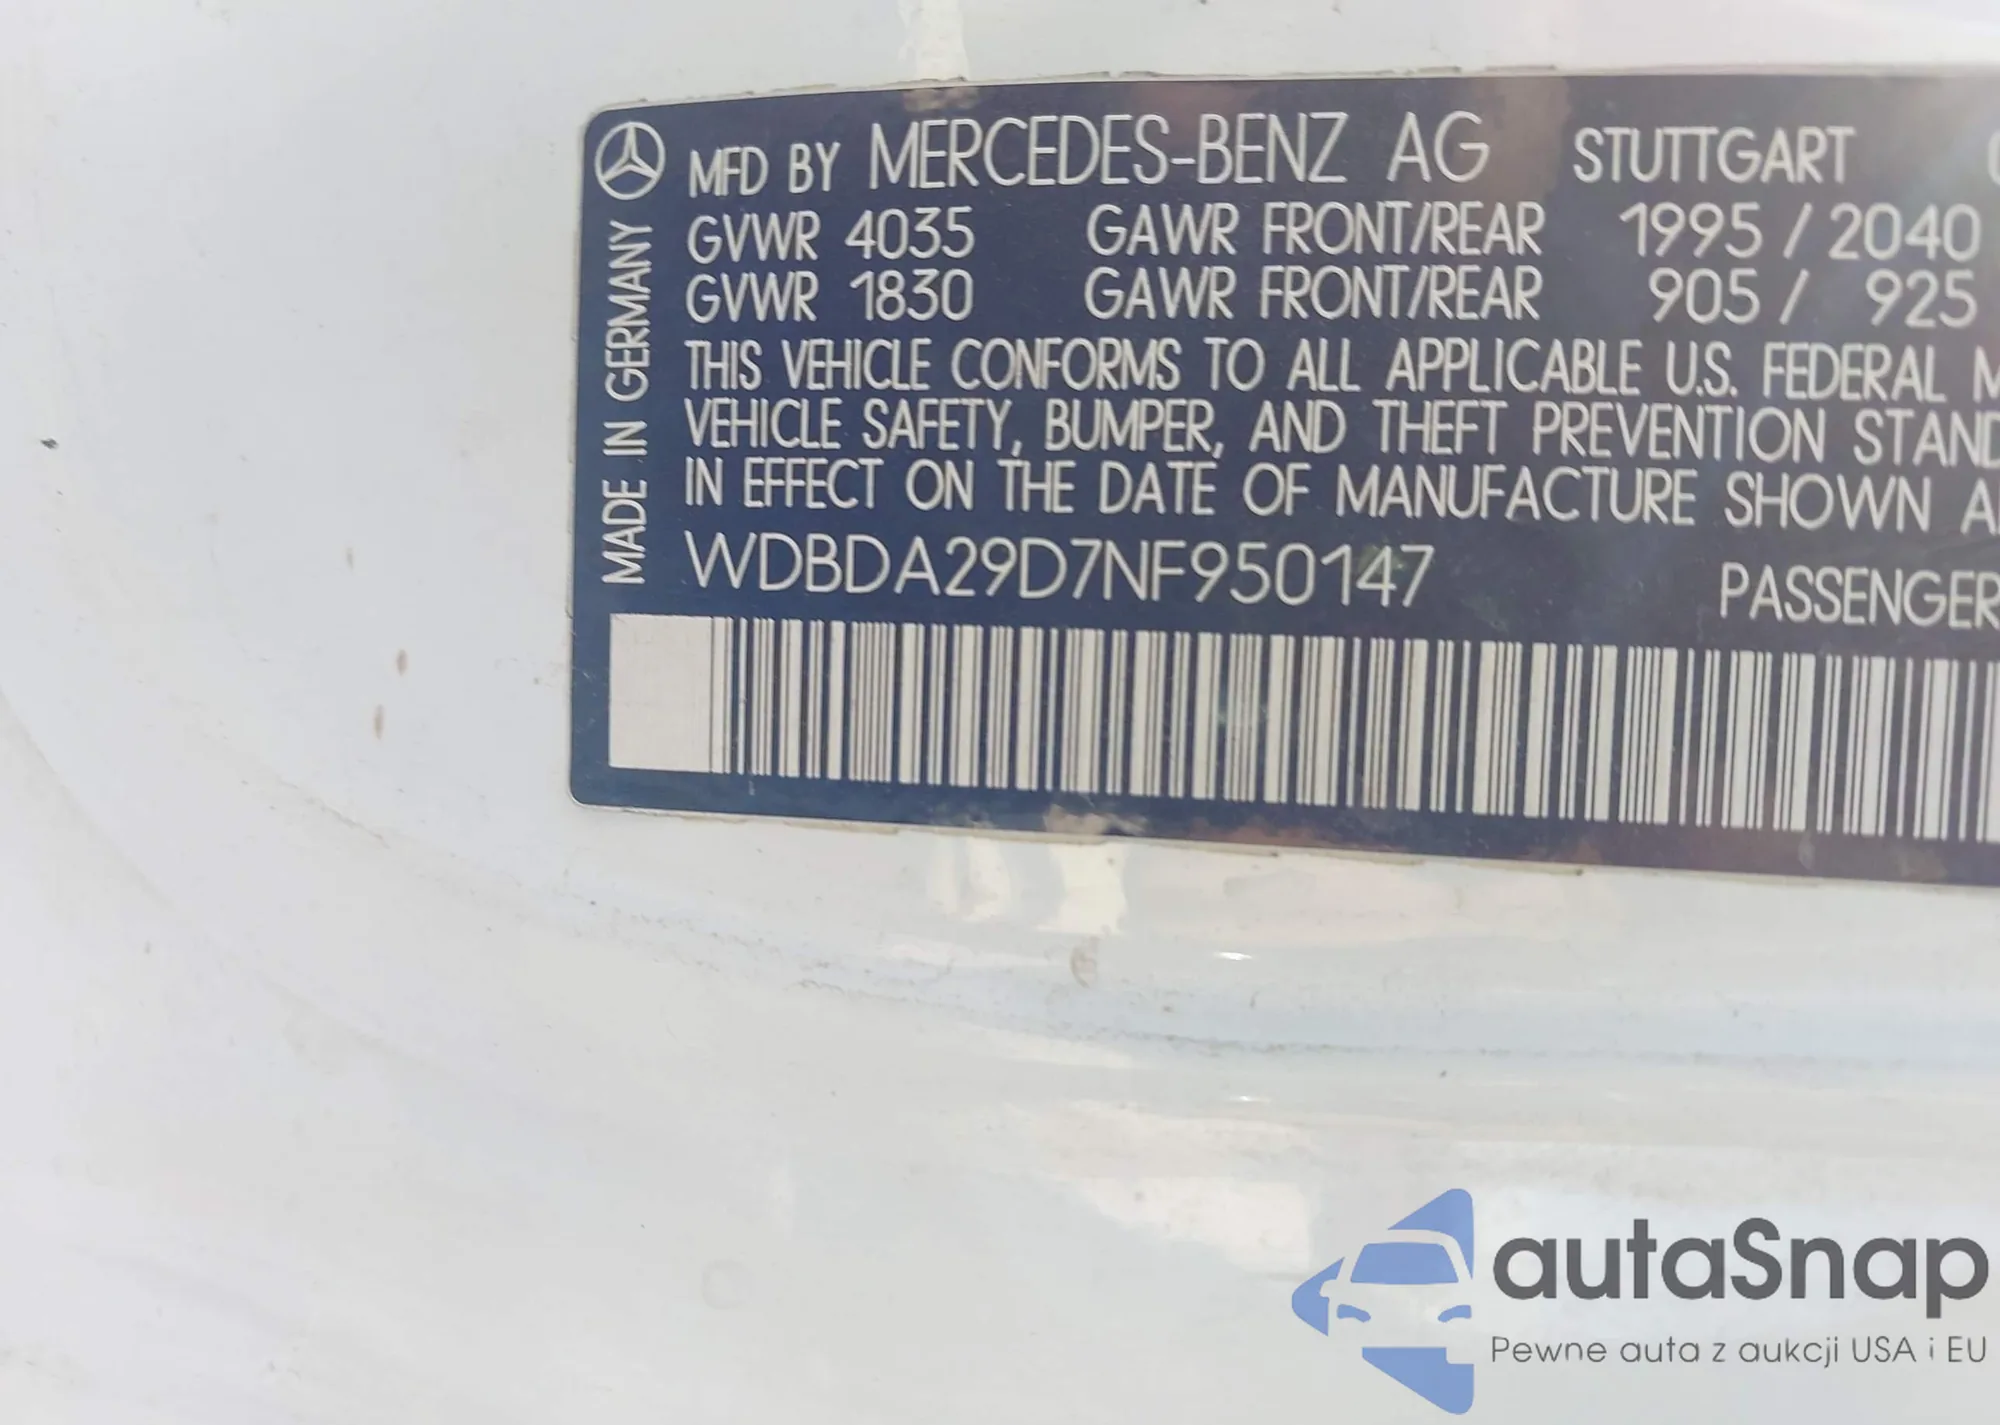 MADE IN GERMANY
MFD BY MERCEDES-BENZ AG STUTTGART
GVWR 4035 GAWR FRONT/REAR 1995 / 2040
GVWR 1830 GAWR FRONT/REAR 905 / 925
THIS VEHICLE CONFORMS TO ALL APPLICABLE U.S. FEDERAL M
VEHICLE SAFETY, BUMPER, AND THEFT PREVENTION STAND
IN EFFECT ON THE DATE OF MANUFACTURE SHOWN A
WDBDA29D7NF950147 PASSENGER
autaSnap
Pewne auta z aukcji USA i EU